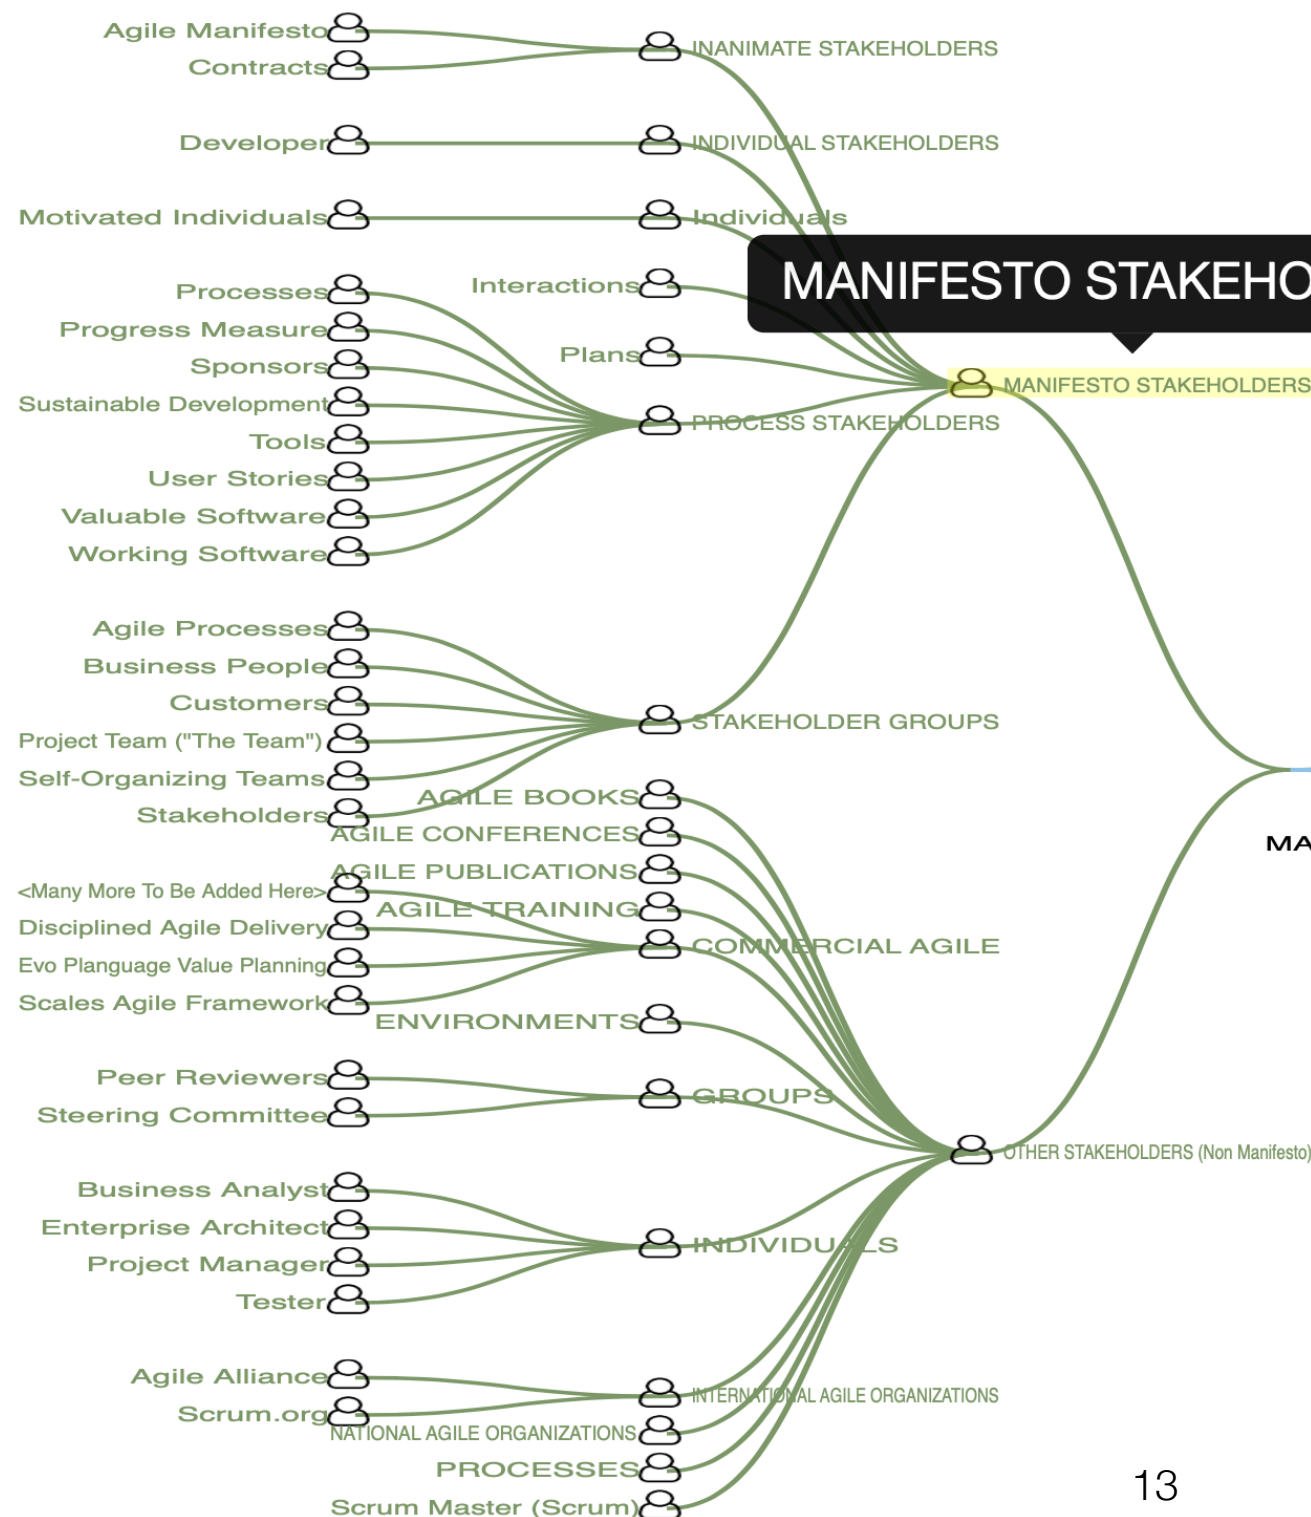 Agile Manifesto
Contracts
INANIMATE STAKEHOLDERS
Developer
INDIVIDUAL STAKEHOLDERS
Motivated Individuals
Individuals
Interactions
MANIFESTO STAKEHO
Processes
Progress Measure
Plans
Sponsors
MANIFESTO STAKEHOLDERS
Sustainable Development
PROCESS STAKEHOLDERS
Tools
User Stories
Valuable Software
Working Software
Agile Processes
Business People
Customers
STAKEHOLDER GROUPS
Project Team ("The Team")
Self-Organizing Teams
Stakeholders
AGILE BOOKS
AGILE CONFERENCES
MA
AGILE PUBLICATIONS
<Many More To Be Added Here>
AGILE TRAINING
Disciplined Agile Delivery
COMMERCIAL AGILE
Evo Planguage Value Planning
Scales Agile Framework
ENVIRONMENTS
Peer Reviewers
GROUPS
Steering Committee
OTHER STAKEHOLDERS (Non Manifesto)
Business Analyst
Enterprise Architect
INDIVIDUALS
Project Manager
Tester
Agile Alliance
INTERNATIONAL AGILE ORGANIZATIONS
Scrum.org
NATIONAL AGILE ORGANIZATIONS
PROCESSES
Scrum Master (Scrum)
13